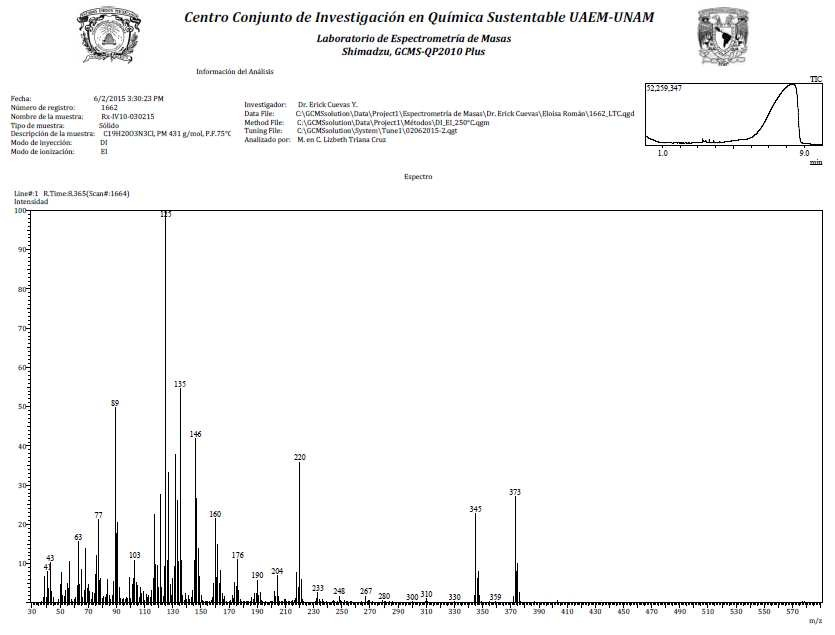 Centro Conjunto de Investigación en Química Sustentable UAEM-UNAM
Laboratorio de Espectrometría de Masas
Shimadzu, GCMS-QP2010 Plus
Información del Análisis
Fecha: 6/2/2015 3:30:23 PM
Número de registro: 1662
Nombre de la muestra: Rx-IV10-030215
Tipo de muestra: Sólido
Descripción de la muestra: C19H20O3N3Cl, PM 431 g/mol, P.F.75°C
Modo de inyección: DI
Modo de ionización: EI
Investigador: Dr. Erick Cuevas Y.
Data File: C:\GCMSsolution\Data\Project1\Espectrometría de Masas\Dr. Erick Cuevas\Eloisa Román\1662_LTC.qgd
Method File: C:\GCMSsolution\Data\Project1\Métodos\DI_EI_250°C.qgm
Tuning File: C:\GCMSsolution\System\Tune1\02062015-2.qgt
Analizado por: M. en C. Lizbeth Triana Cruz
TIC
52,259,347
1.0 9.0
min
Espectro
Line#:1 R.Time:8.365(Scan#:1664)
Intensidad
100
90
80
70
60
50
40
30
20
10
125
135
89
146
220
373
345
77
160
63
43
41
103
176
190
204
233
248
267
280
300
310
330
359
30 50 70 90 110 130 150 170 190 210 230 250 270 290 310 330 350 370 390 410 430 450 470 490 510 530 550 570
m/z